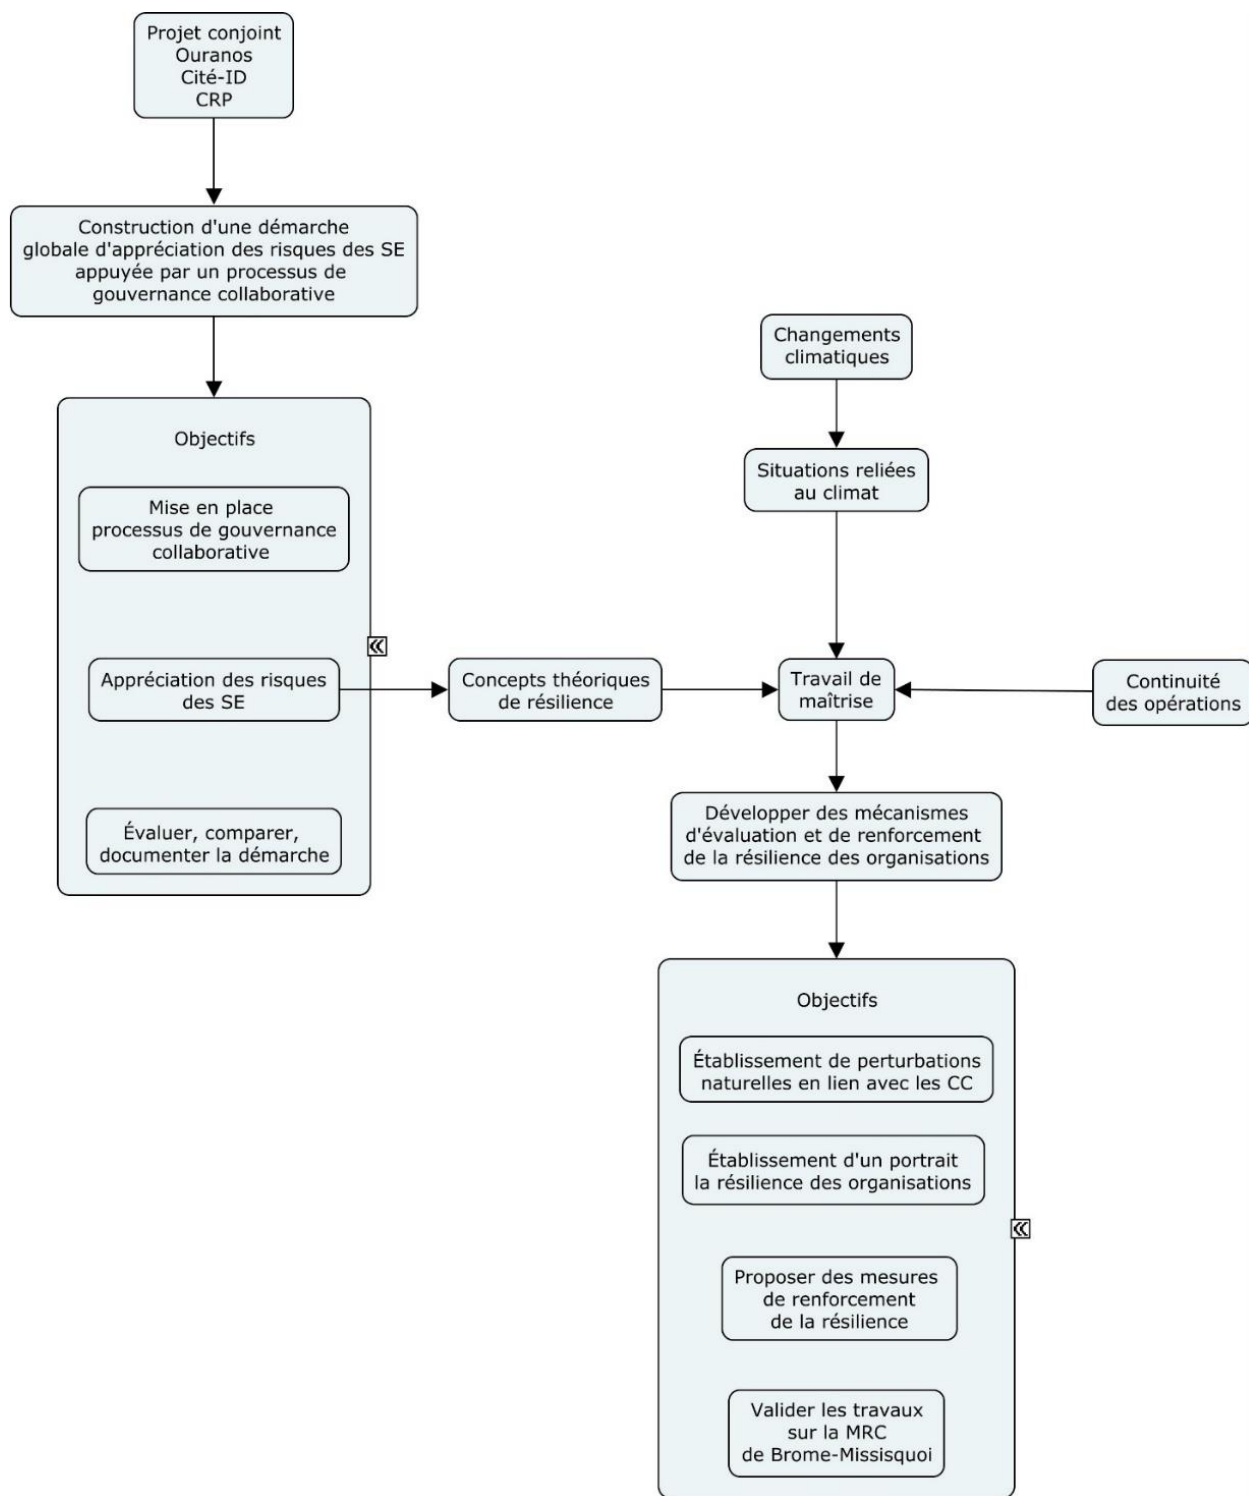 Projet conjoint
Ouranos
Cité-ID
CRP
Construction d'une démarche
globale d'appréciation des risques des SE
appuyée par un processus de
gouvernance collaborative
Objectifs
Mise en place
processus de gouvernance
collaborative
Appréciation des risques
des SE
Évaluer, comparer,
documenter la démarche
Concepts théoriques
de résilience
Changements
climatiques
Situations reliées
au climat
Travail de
maîtrise
Continuité
des opérations
Développer des mécanismes
d'évaluation et de renforcement
de la résilience des organisations
Objectifs
Établissement de perturbations
naturelles en lien avec les CC
Établissement d'un portrait
la résilience des organisations
Proposer des mesures
de renforcement
de la résilience
Valider les travaux
sur la MRC
de Brome-Missisquoi